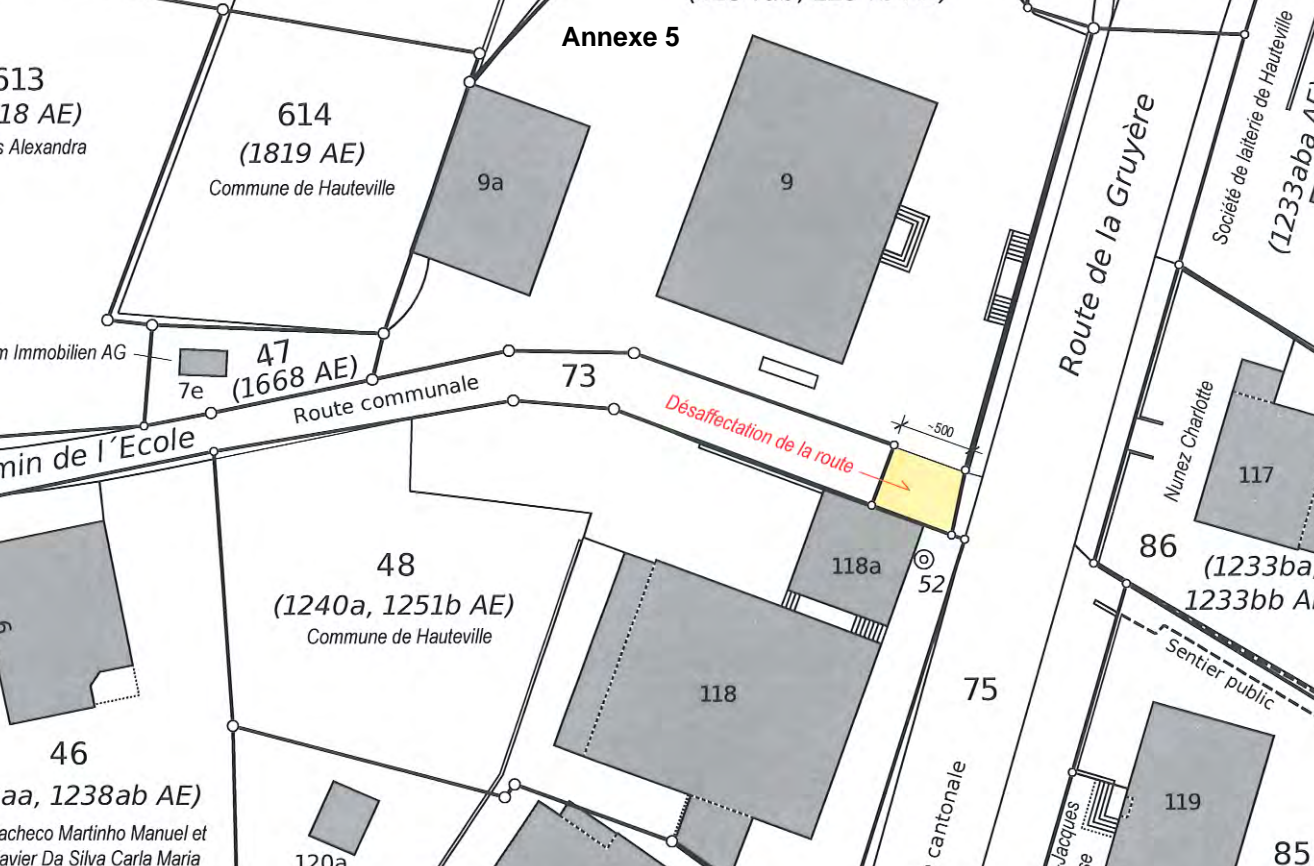 Annexe 5
613
18 AE)
s Alexandra
614
(1819 AE)
Commune de Hauteville
9a
9
Route de la Gruyère
Société de laiterie de Hauteville
(1233aba AE)
m Immobilien AG
7e
47
(1668 AE)
Route communale
73
Désaffectation de la route
~500
min de l´Ecole
Nunez Charlotte
117
86
(1233ba,
1233bb AE
48
(1240a, 1251b AE)
Commune de Hauteville
118a
52
118
75
Sentier public
46
aa, 1238ab AE)
acheco Martinho Manuel et
avier Da Silva Carla Maria
120a
cantonale
Jacques
119
85